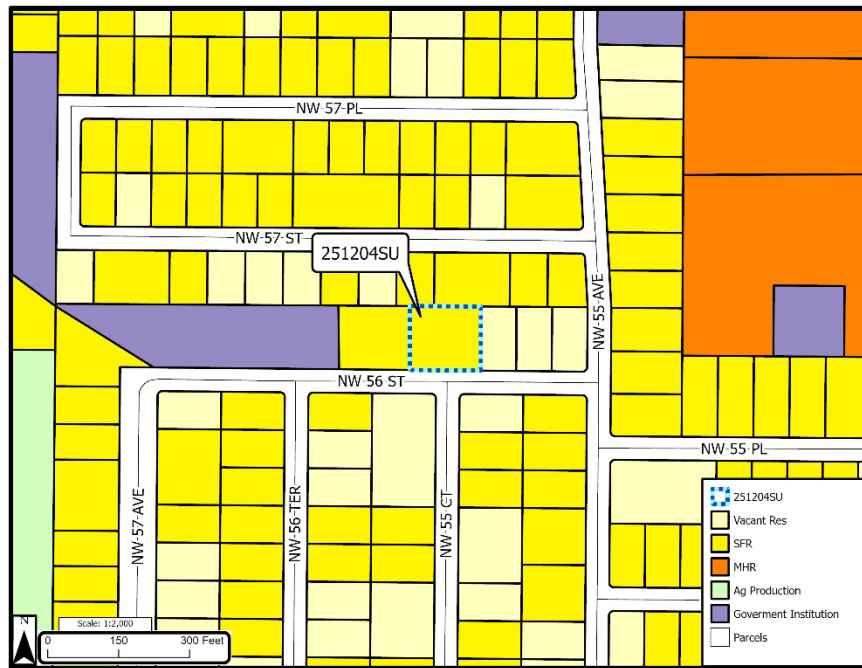 NW 57 PL
NW 57 ST
251204SU
NW 55 AVE
NW 56 ST
NW 55 PL
NW 57 AVE
NW 56 TER
NW 55 CT
251204SU
Vacant Res
SFR
MHR
Ag Production
Goverment Institution
Parcels
N
Scale: 1:2,000
0 150 300 Feet